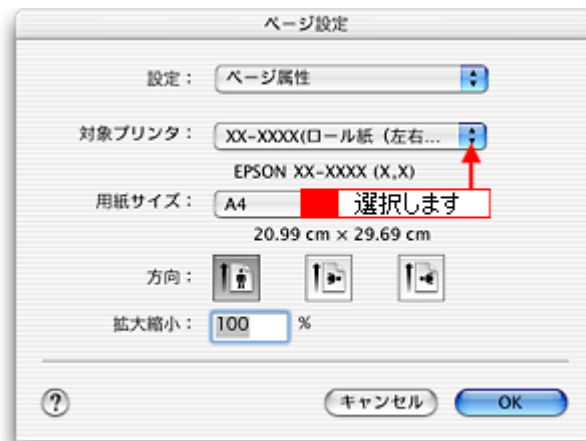 ページ設定
設定： ページ属性
対象プリンタ： XX-XXXX(ロール紙（左右...
EPSON XX-XXXX (X,X)
用紙サイズ： A4 選択します
20.99 cm × 29.69 cm
方向：
拡大縮小： 100 %
? キャンセル OK